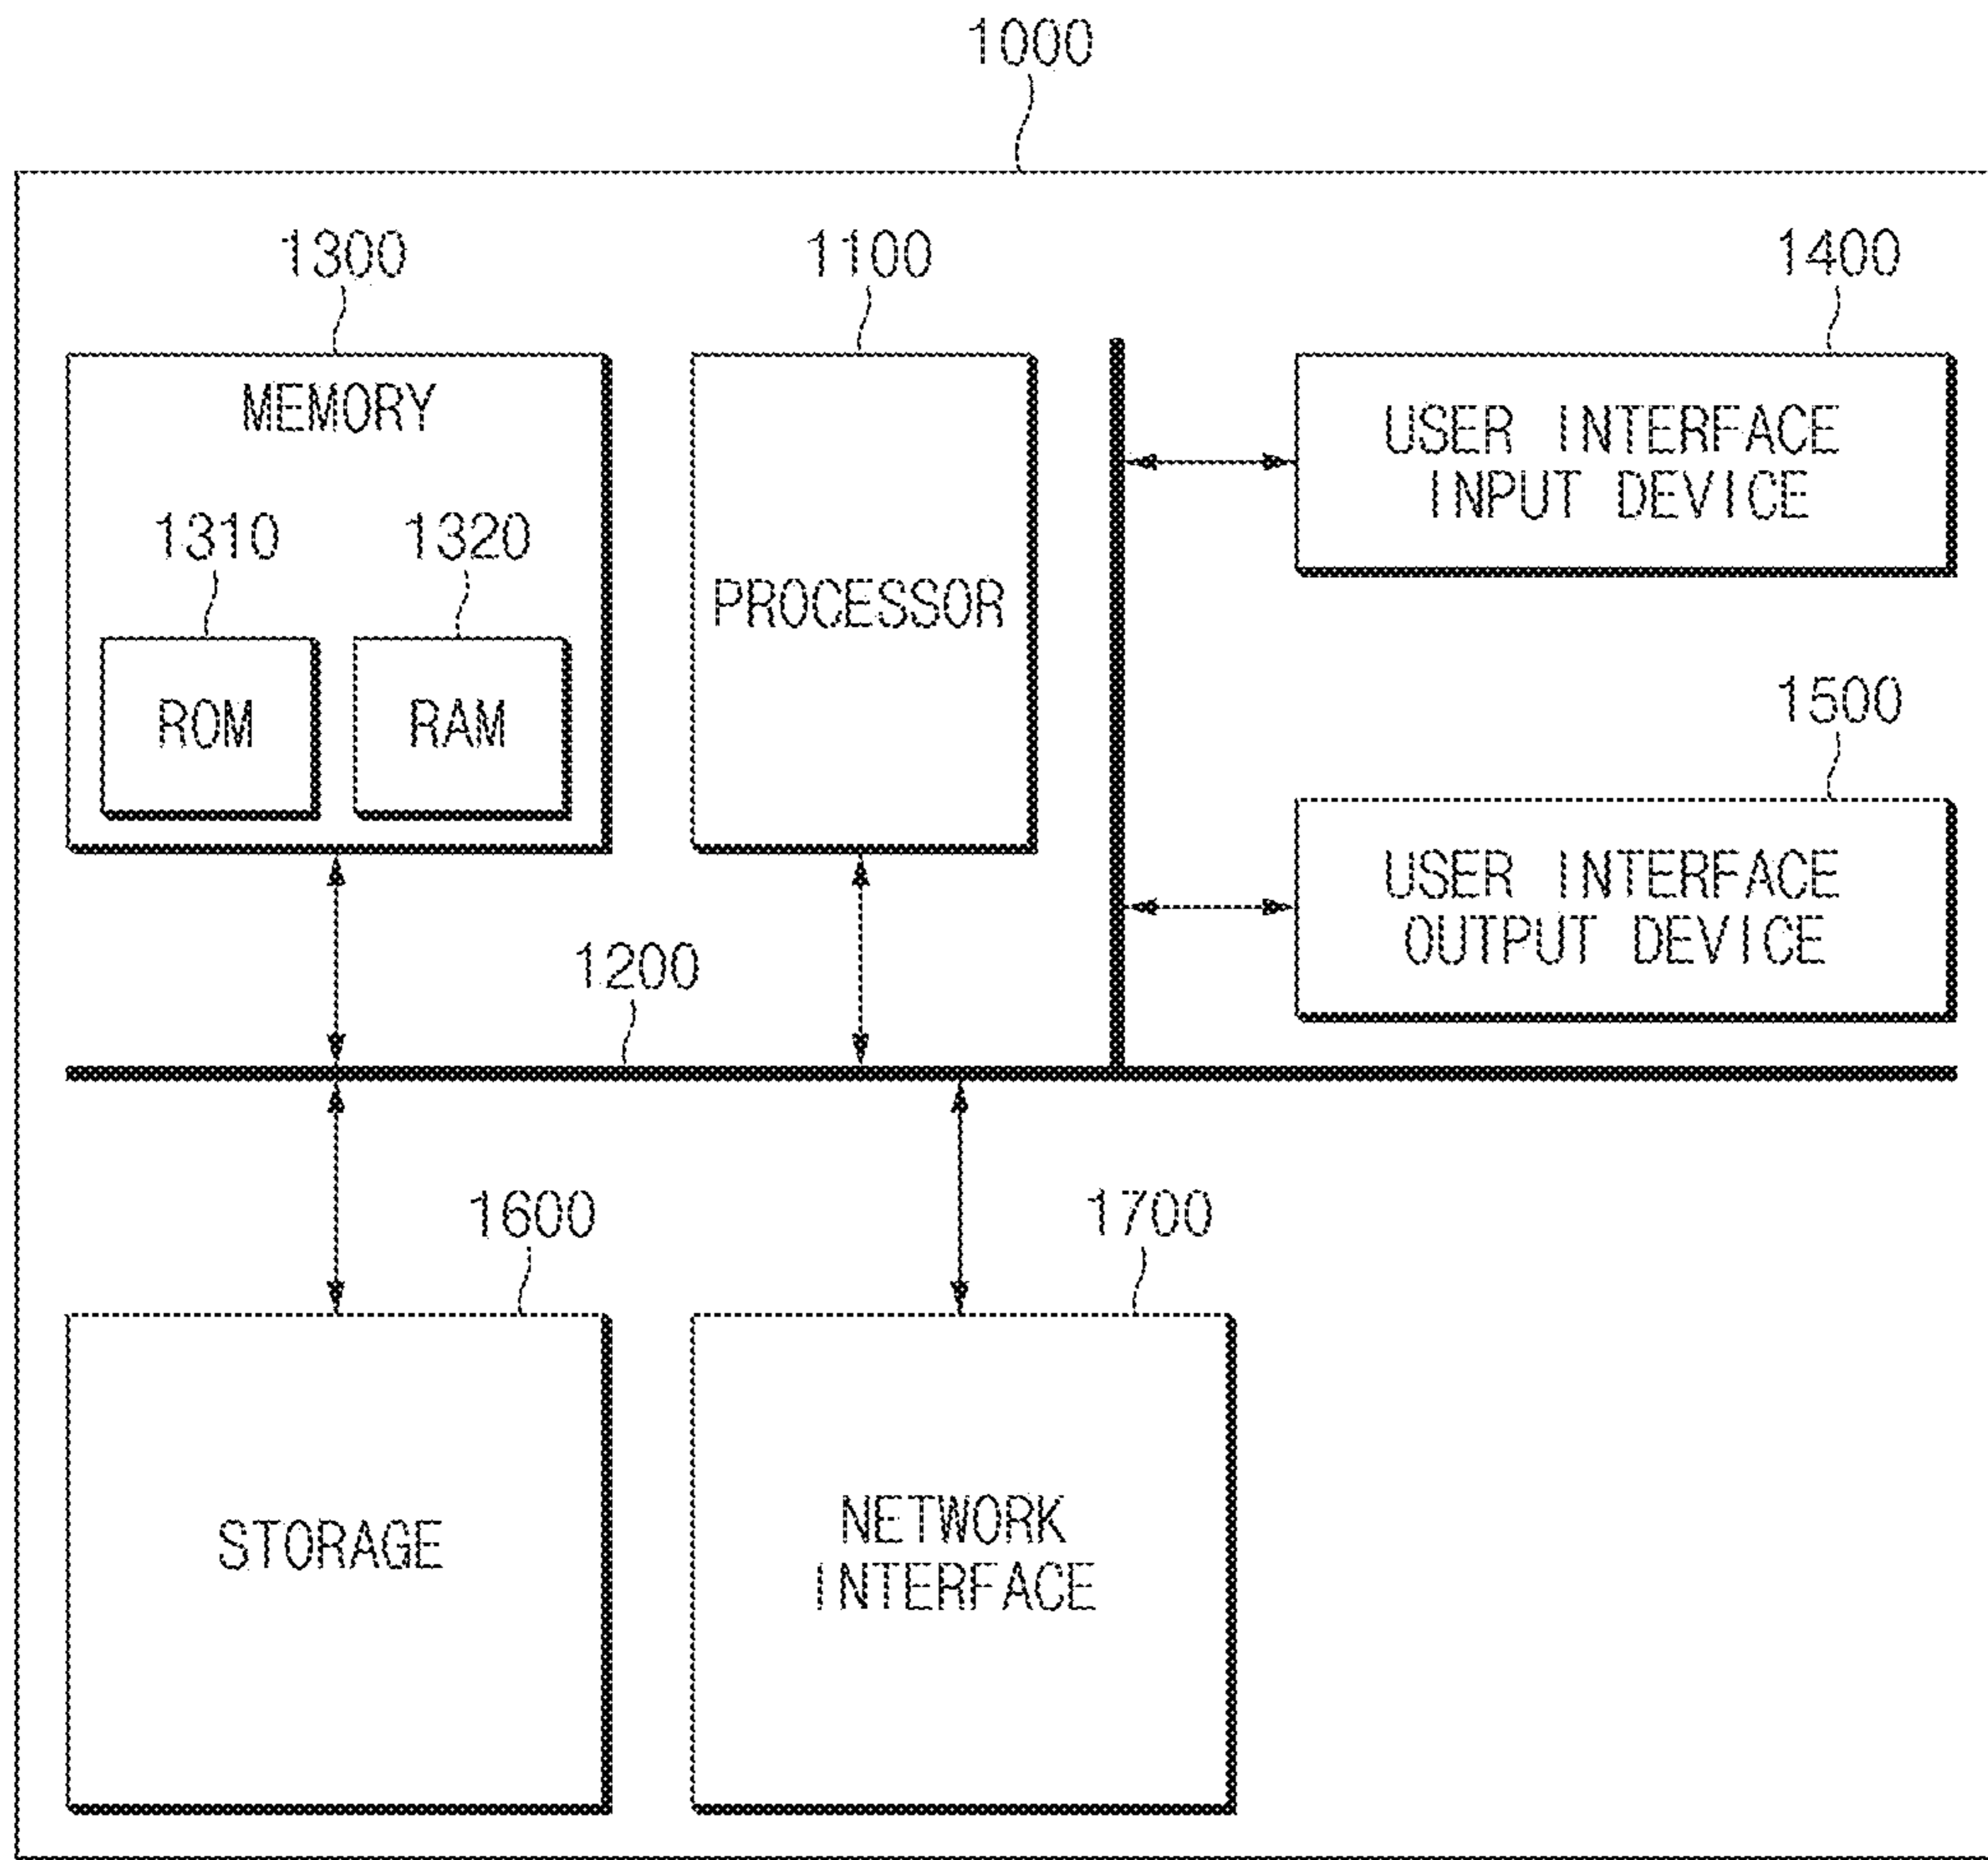 1000
1300
1100
1400
MEMORY
USER INTERFACE
INPUT DEVICE
1310
1320
PROCESSOR
ROM
RAM
1500
USER INTERFACE
OUTPUT DEVICE
1200
1600
1700
STORAGE
NETWORK
INTERFACE